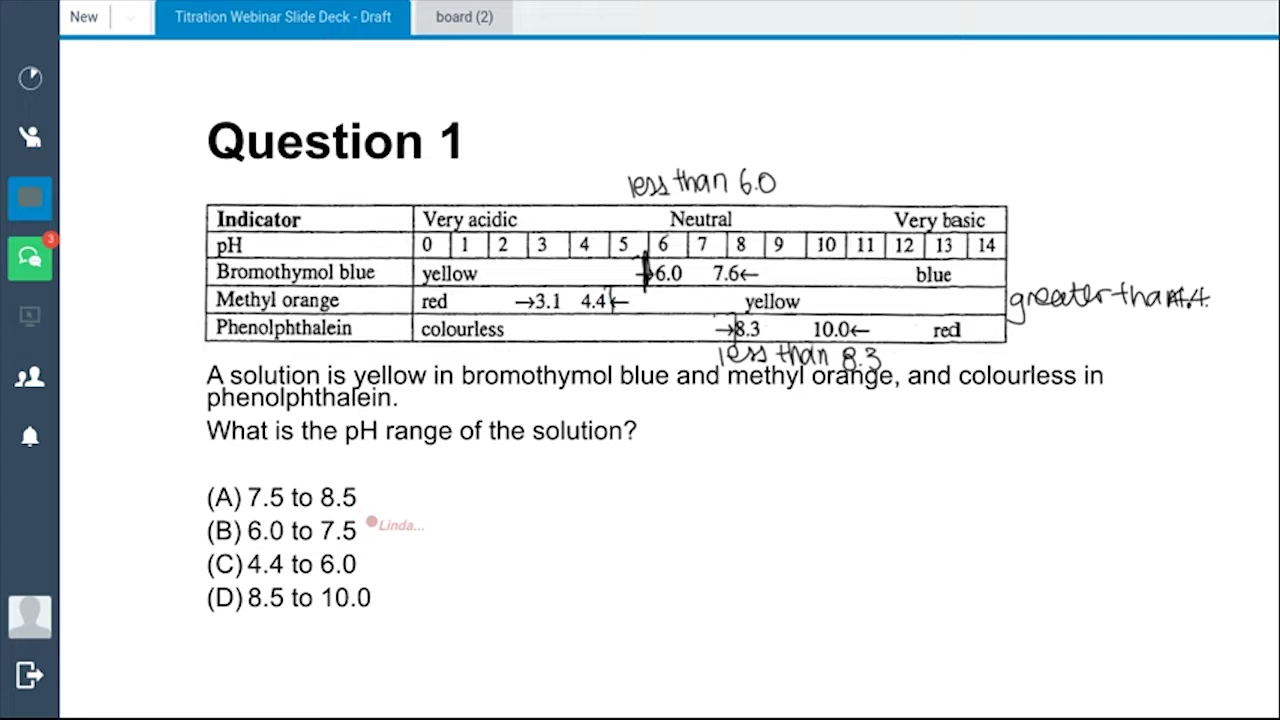 New
Titration Webinar Slide Deck - Draft
board (2)
3
Question 1
less than 6.0
Indicator Very acidic Neutral Very basic
pH 0 1 2 3 4 5 6 7 8 9 10 11 12 13 14
Bromothymol blue yellow →6.0 7.6← blue
Methyl orange red →3.1 4.4← yellow
greater than 4.4.
Phenolphthalein colourless →8.3 10.0← red
less than 8.3
A solution is yellow in bromothymol blue and methyl orange, and colourless in
phenolphthalein.
What is the pH range of the solution?
(A) 7.5 to 8.5
(B) 6.0 to 7.5
Linda...
(C) 4.4 to 6.0
(D) 8.5 to 10.0